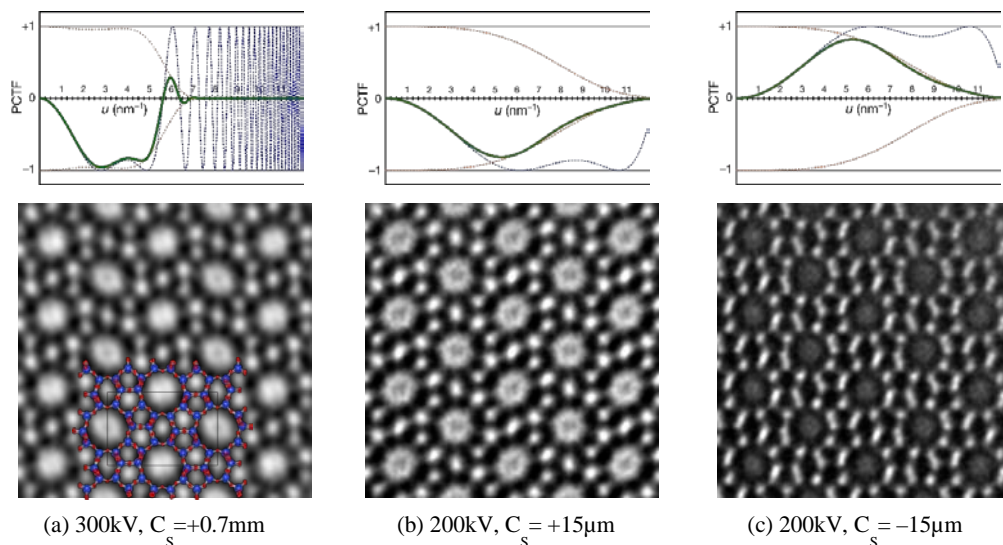 +1 +1 +1
PCTF 0 1 2 3 4 5 6 7 8 9 10 11 PCTF 0 1 2 3 4 5 6 7 8 9 10 11 PCTF 0 1 2 3 4 5 6 7 8 9 10 11
u (nm⁻¹) u (nm⁻¹) u (nm⁻¹)
−1 −1 −1
(a) 300kV, Cₛ=+0.7mm (b) 200kV, Cₛ = +15µm (c) 200kV, Cₛ = –15µm